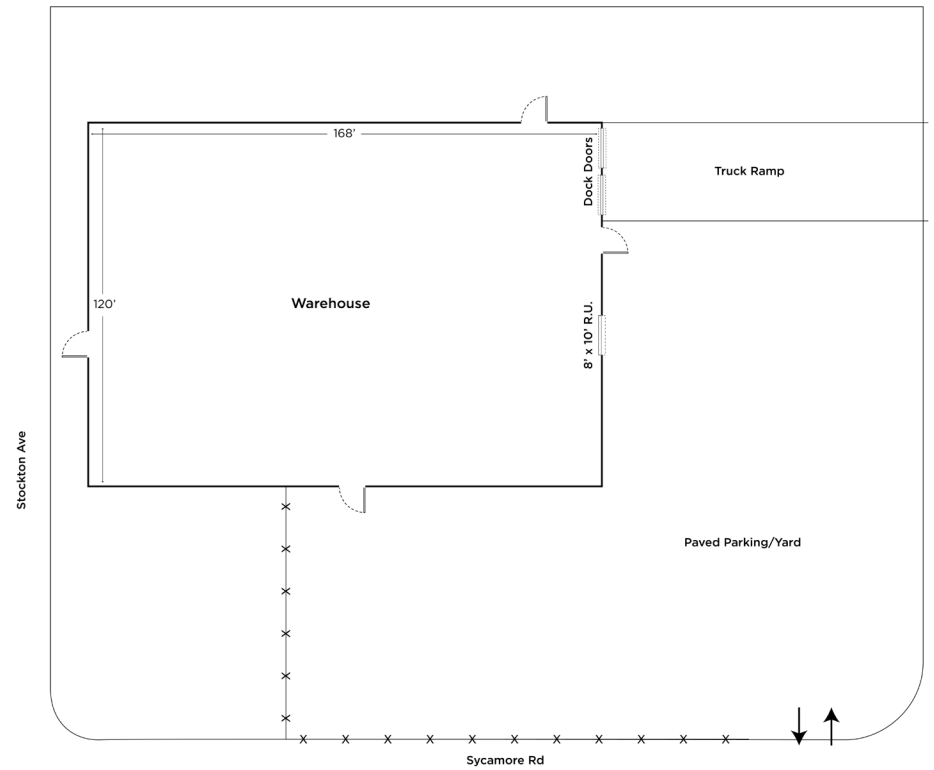 168’
Dock Doors
Truck Ramp
120’
Warehouse
8’ x 10’ R.U.
Stockton Ave
Paved Parking/Yard
Sycamore Rd